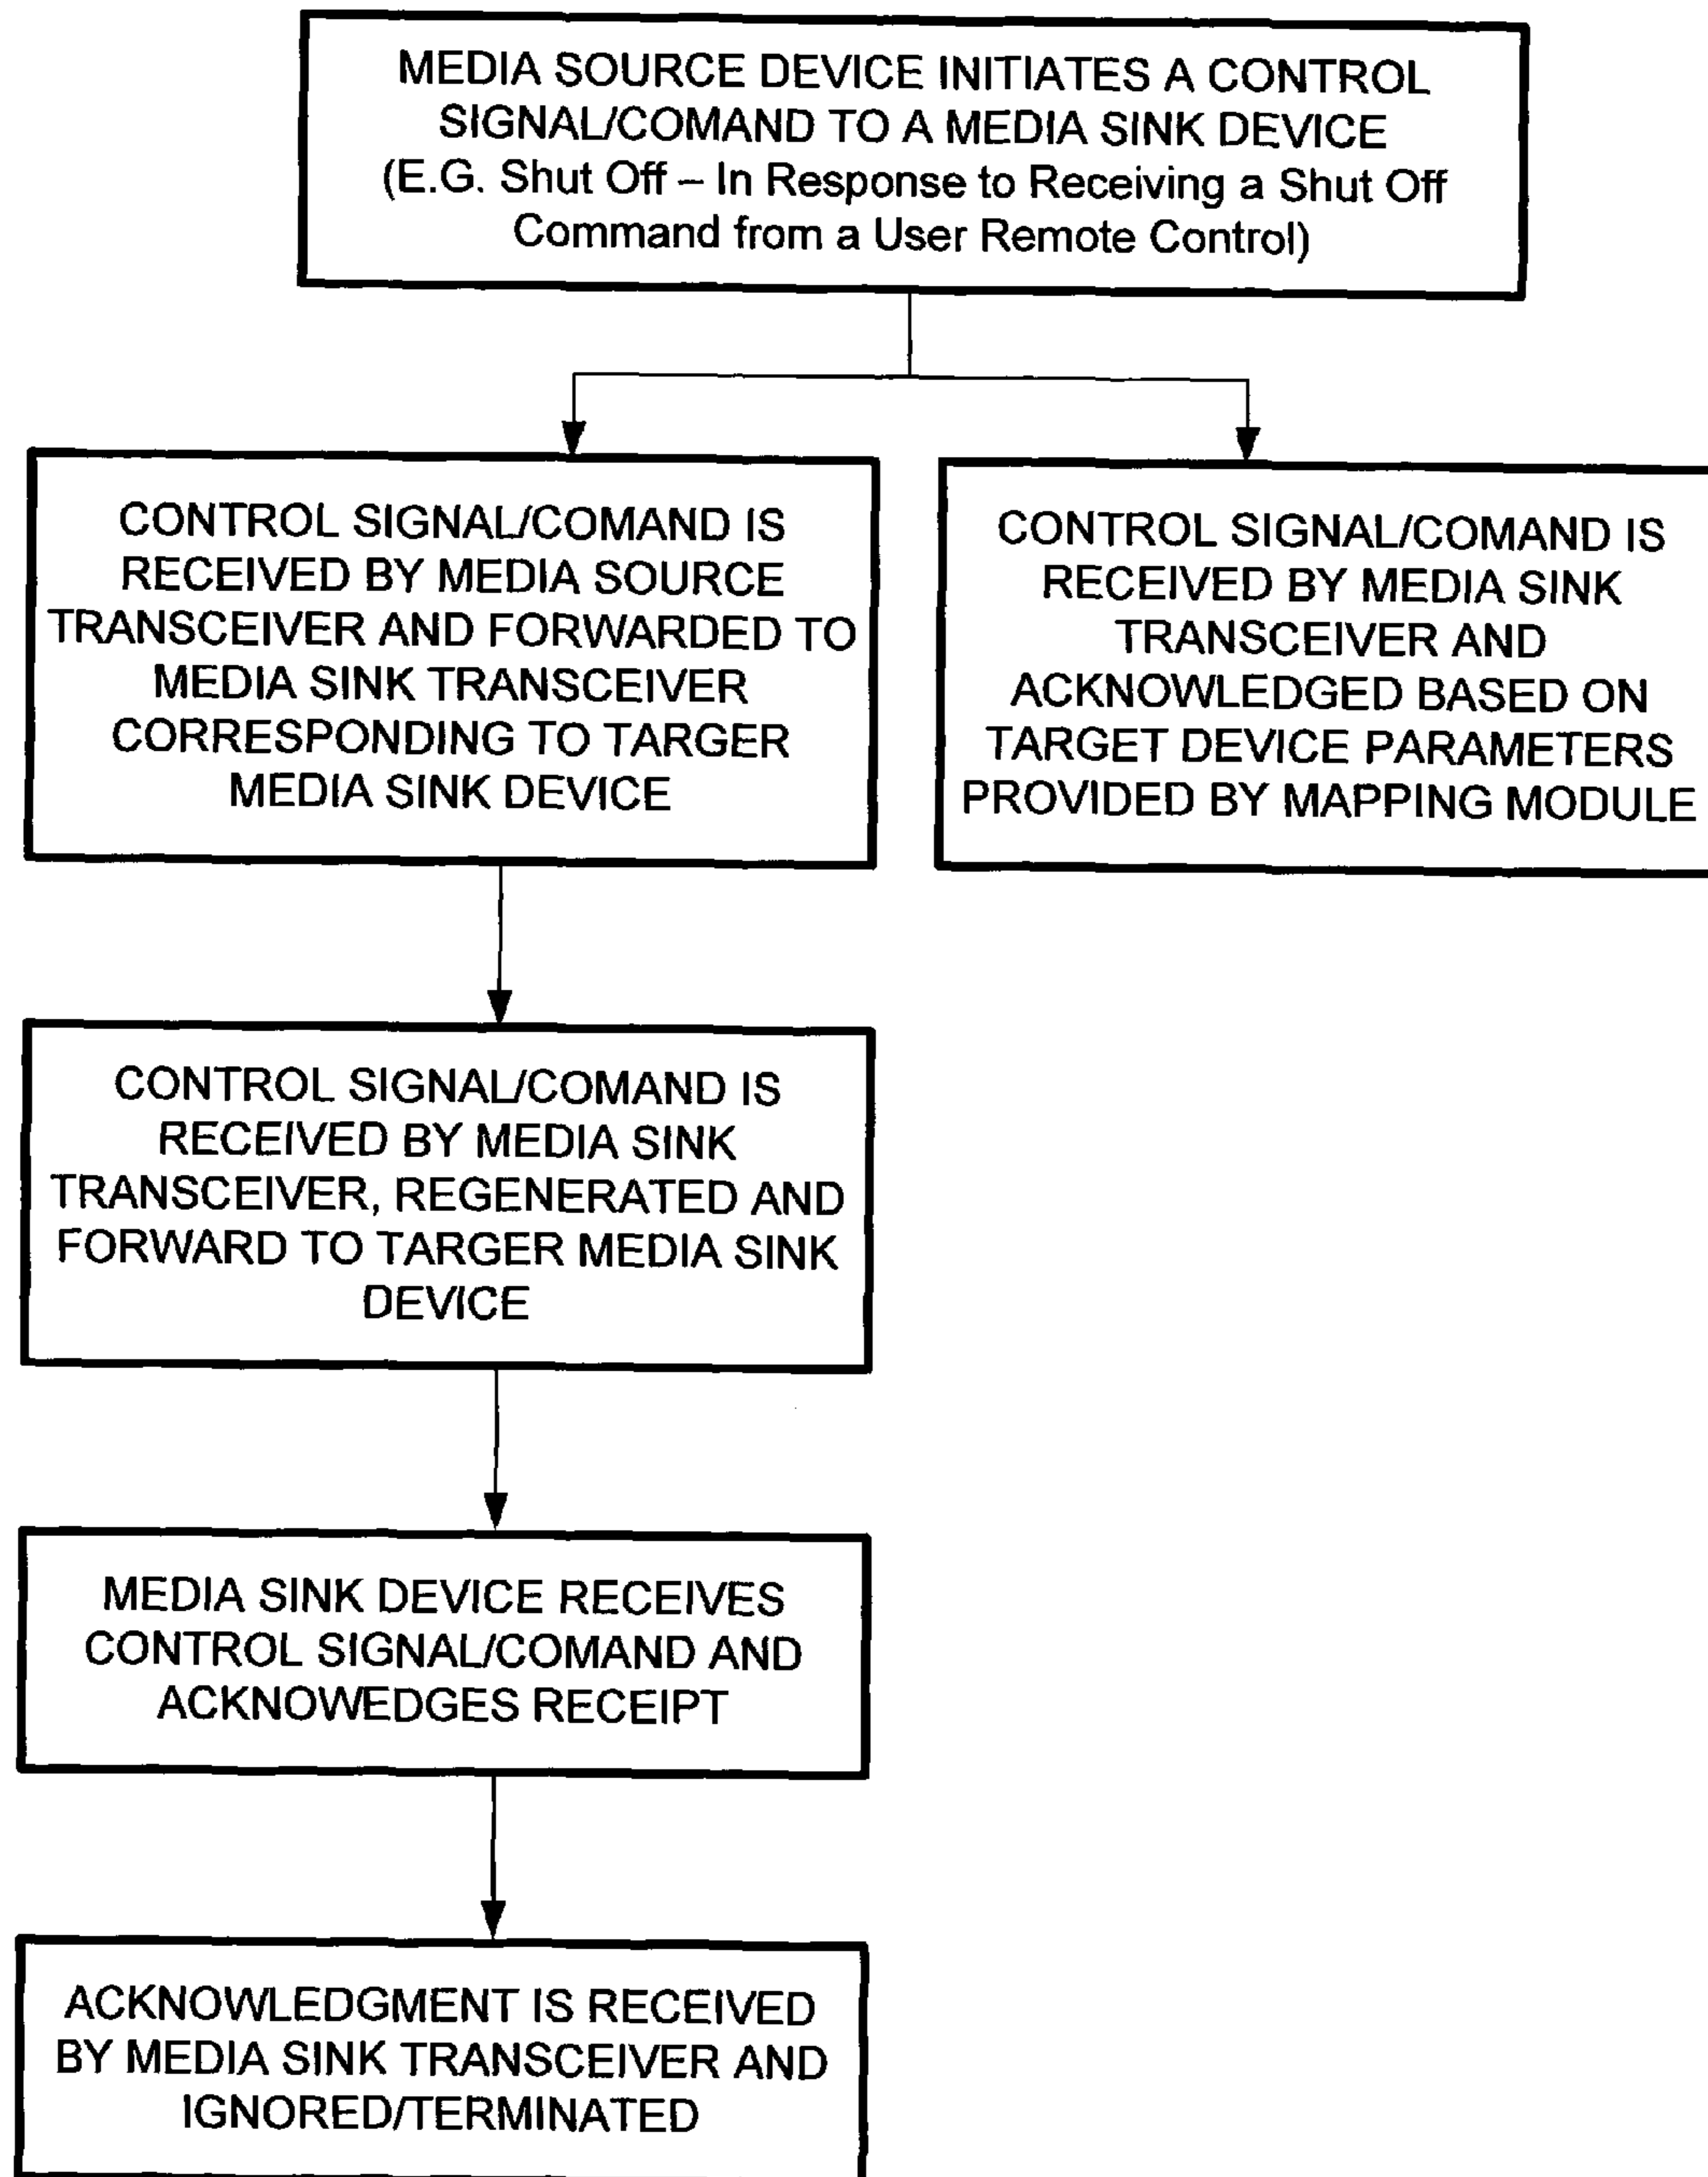 MEDIA SOURCE DEVICE INITIATES A CONTROL
SIGNAL/COMAND TO A MEDIA SINK DEVICE
(E.G. Shut Off – In Response to Receiving a Shut Off
Command from a User Remote Control)
CONTROL SIGNAL/COMAND IS
RECEIVED BY MEDIA SOURCE
TRANSCEIVER AND FORWARDED TO
MEDIA SINK TRANSCEIVER
CORRESPONDING TO TARGER
MEDIA SINK DEVICE
CONTROL SIGNAL/COMAND IS
RECEIVED BY MEDIA SINK
TRANSCEIVER AND
ACKNOWLEDGED BASED ON
TARGET DEVICE PARAMETERS
PROVIDED BY MAPPING MODULE
CONTROL SIGNAL/COMAND IS
RECEIVED BY MEDIA SINK
TRANSCEIVER, REGENERATED AND
FORWARD TO TARGER MEDIA SINK
DEVICE
MEDIA SINK DEVICE RECEIVES
CONTROL SIGNAL/COMAND AND
ACKNOWEDGES RECEIPT
ACKNOWLEDGMENT IS RECEIVED
BY MEDIA SINK TRANSCEIVER AND
IGNORED/TERMINATED